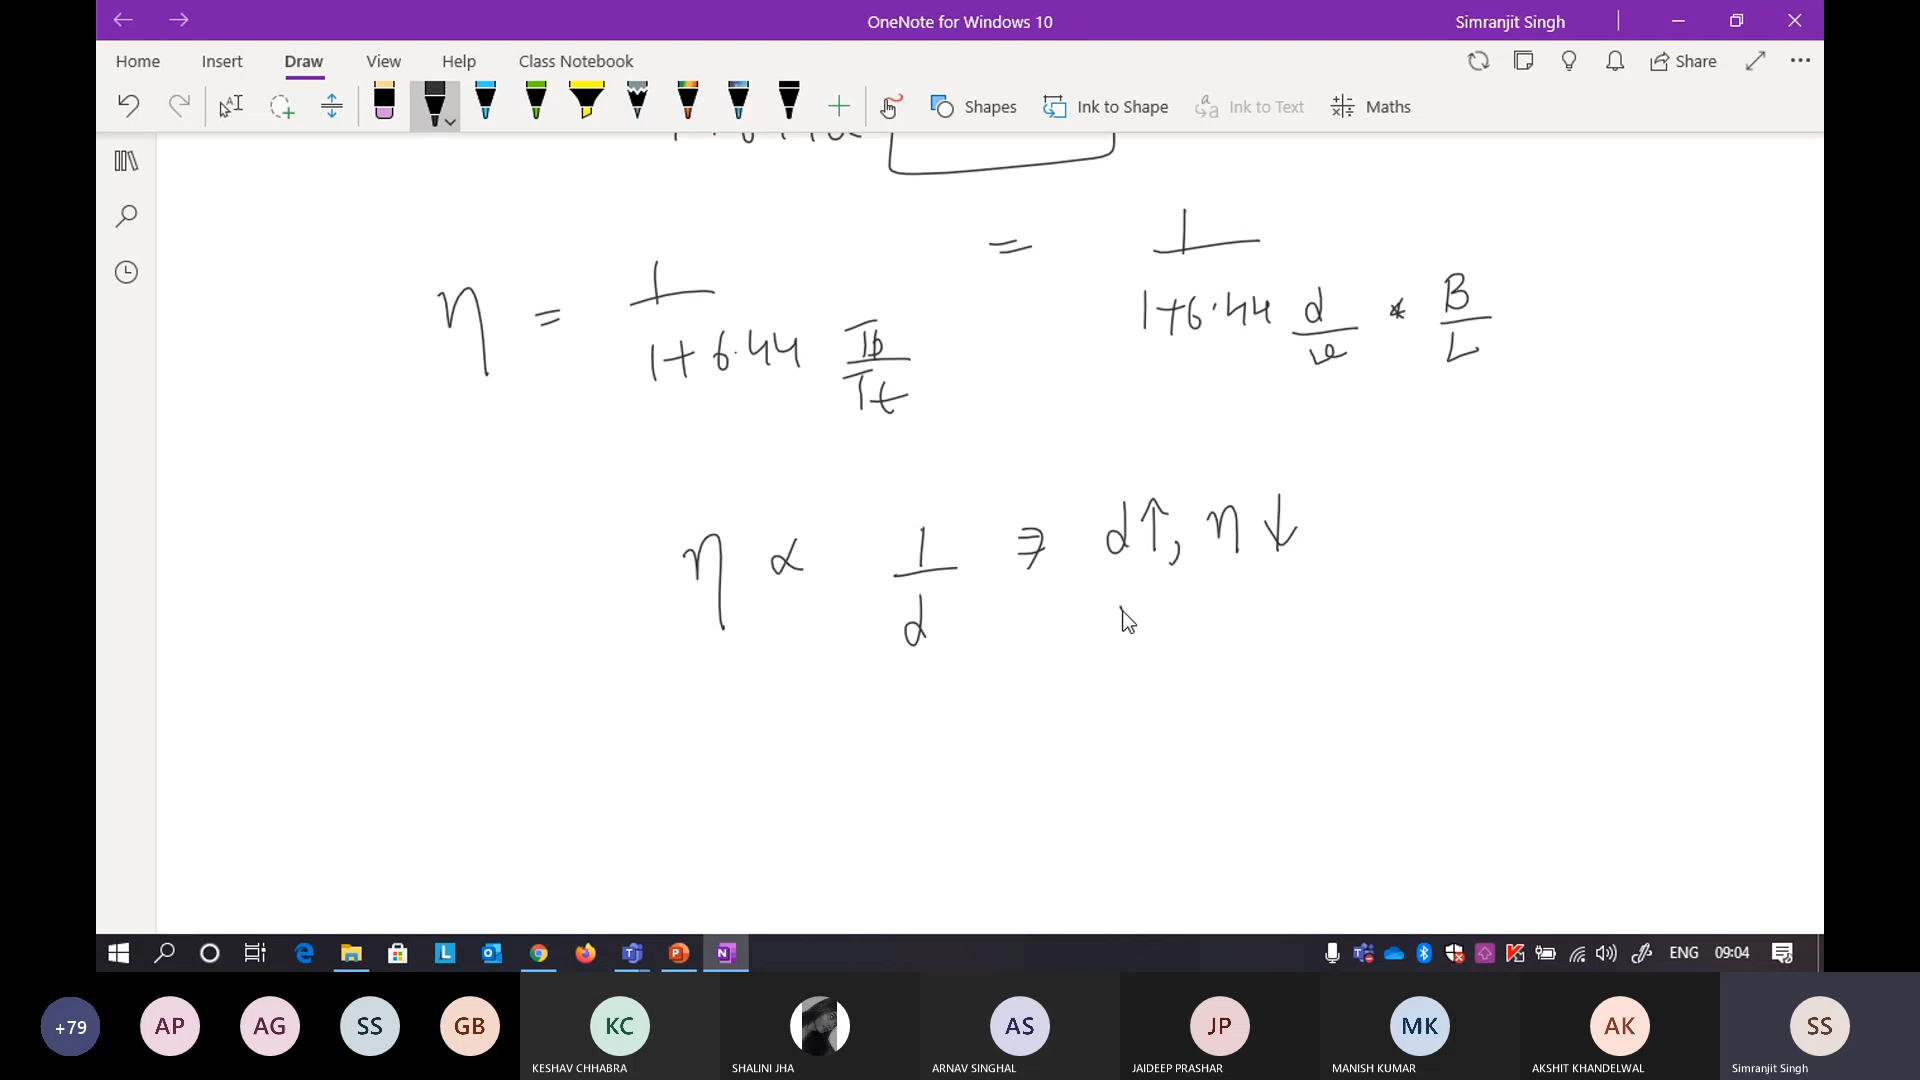 OneNote for Windows 10
Simranjit Singh
Home Insert Draw View Help Class Notebook
Share
Shapes Ink to Shape Ink to Text Maths
η = 1 / (1 + 6.44 Tp/Tt) = 1 / (1+6.44 d/v * B/L)
η ∝ 1/d ⇒ d↑, η↓
ENG 09:04
+79 AP AG SS GB KC AS JP MK AK SS
KESHAV CHHABRA SHALINI JHA ARNAV SINGHAL JAIDEEP PRASHAR MANISH KUMAR AKSHIT KHANDELWAL Simranjit Singh